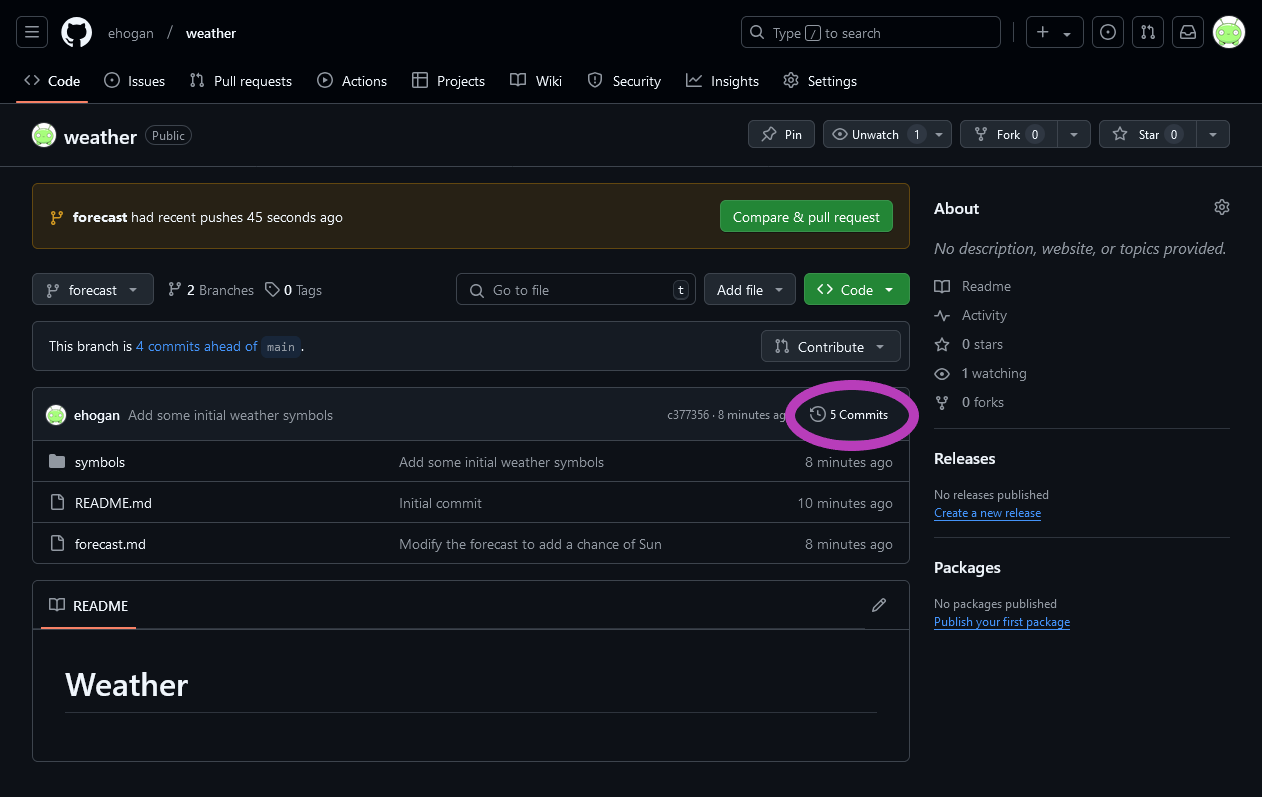 ehogan / weather
Type / to search
Code Issues Pull requests Actions Projects Wiki Security Insights Settings
weather Public
Pin Unwatch 1 Fork 0 Star 0
forecast had recent pushes 45 seconds ago Compare & pull request
forecast 2 Branches 0 Tags Go to file t Add file Code
This branch is 4 commits ahead of main . Contribute
ehogan Add some initial weather symbols c377356 · 8 minutes ag 5 Commits
symbols Add some initial weather symbols 8 minutes ago
README.md Initial commit 10 minutes ago
forecast.md Modify the forecast to add a chance of Sun 8 minutes ago
README
Weather
About
No description, website, or topics provided.
Readme
Activity
0 stars
1 watching
0 forks
Releases
No releases published
Create a new release
Packages
No packages published
Publish your first package